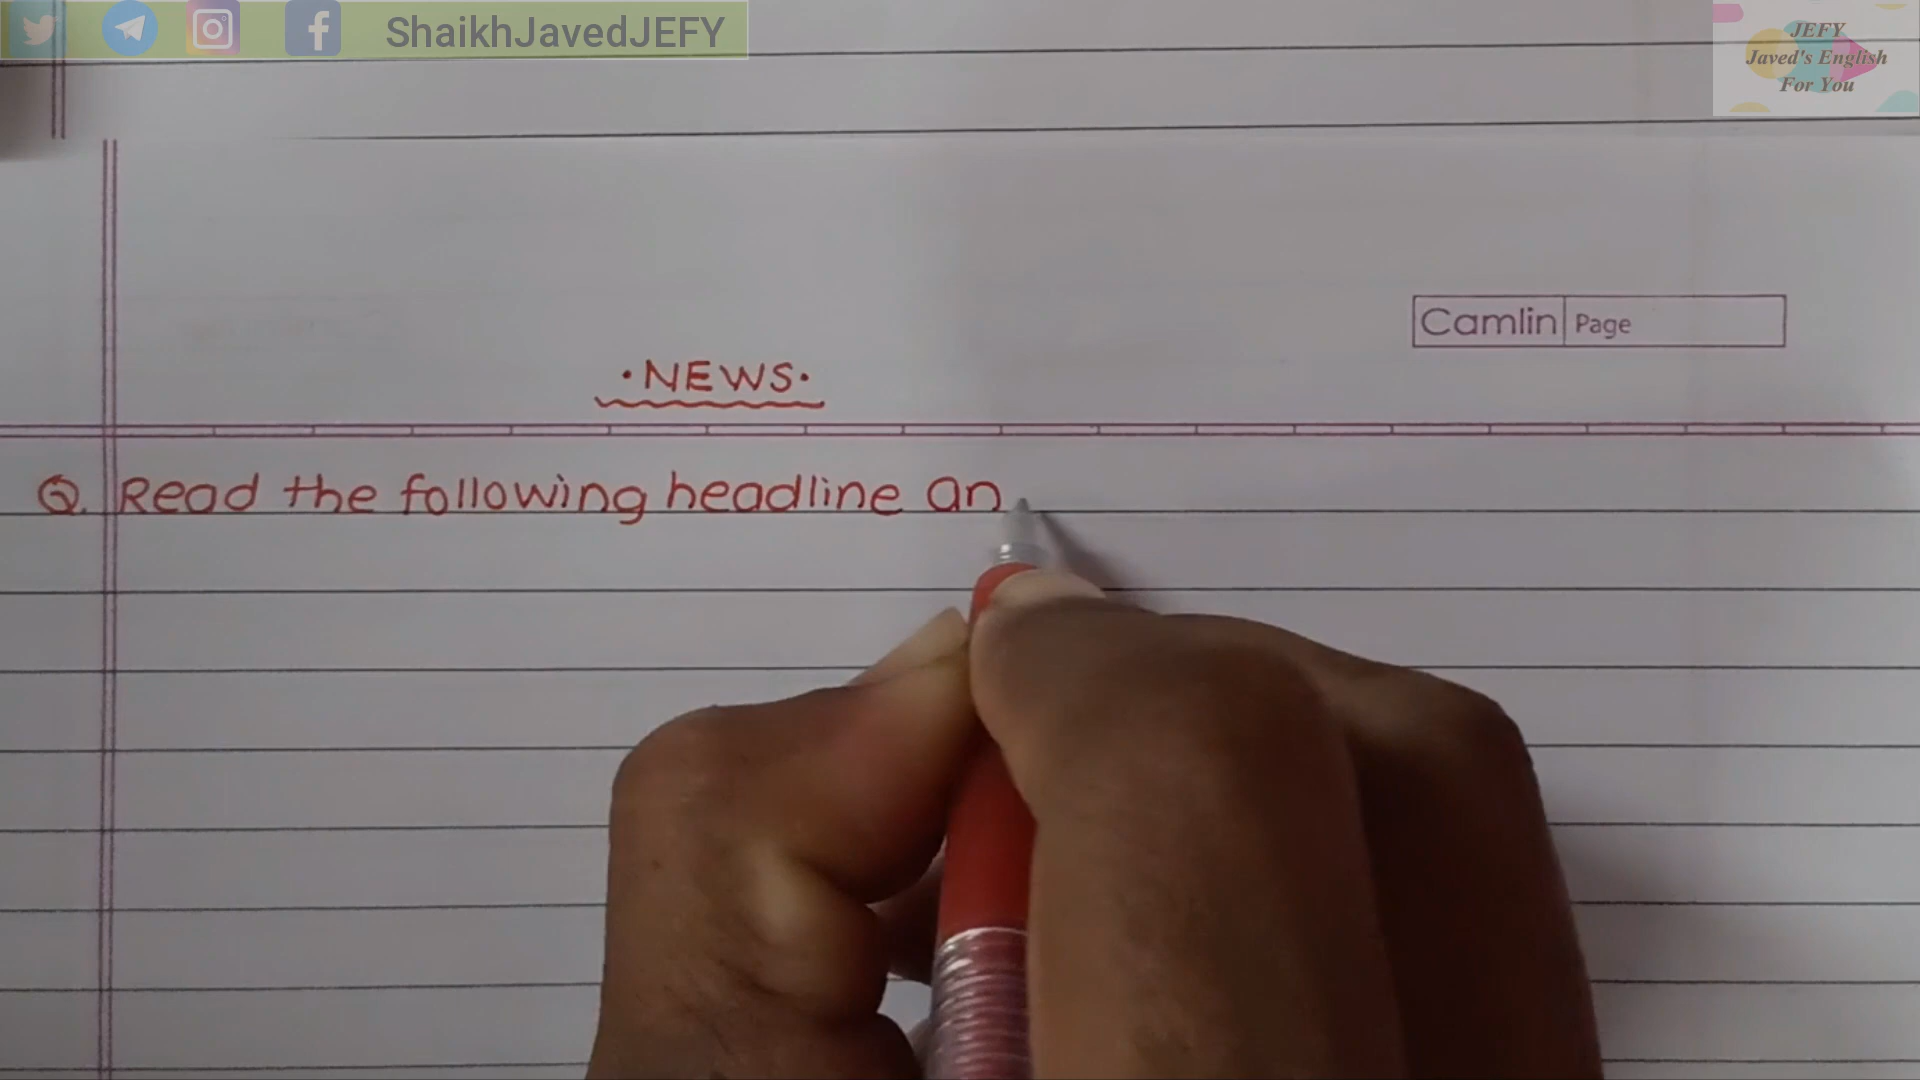 ShaikhJavedJEFY
JEFY
Javed's English
For You
Camlin Page
•NEWS•
Q. Read the following headline an